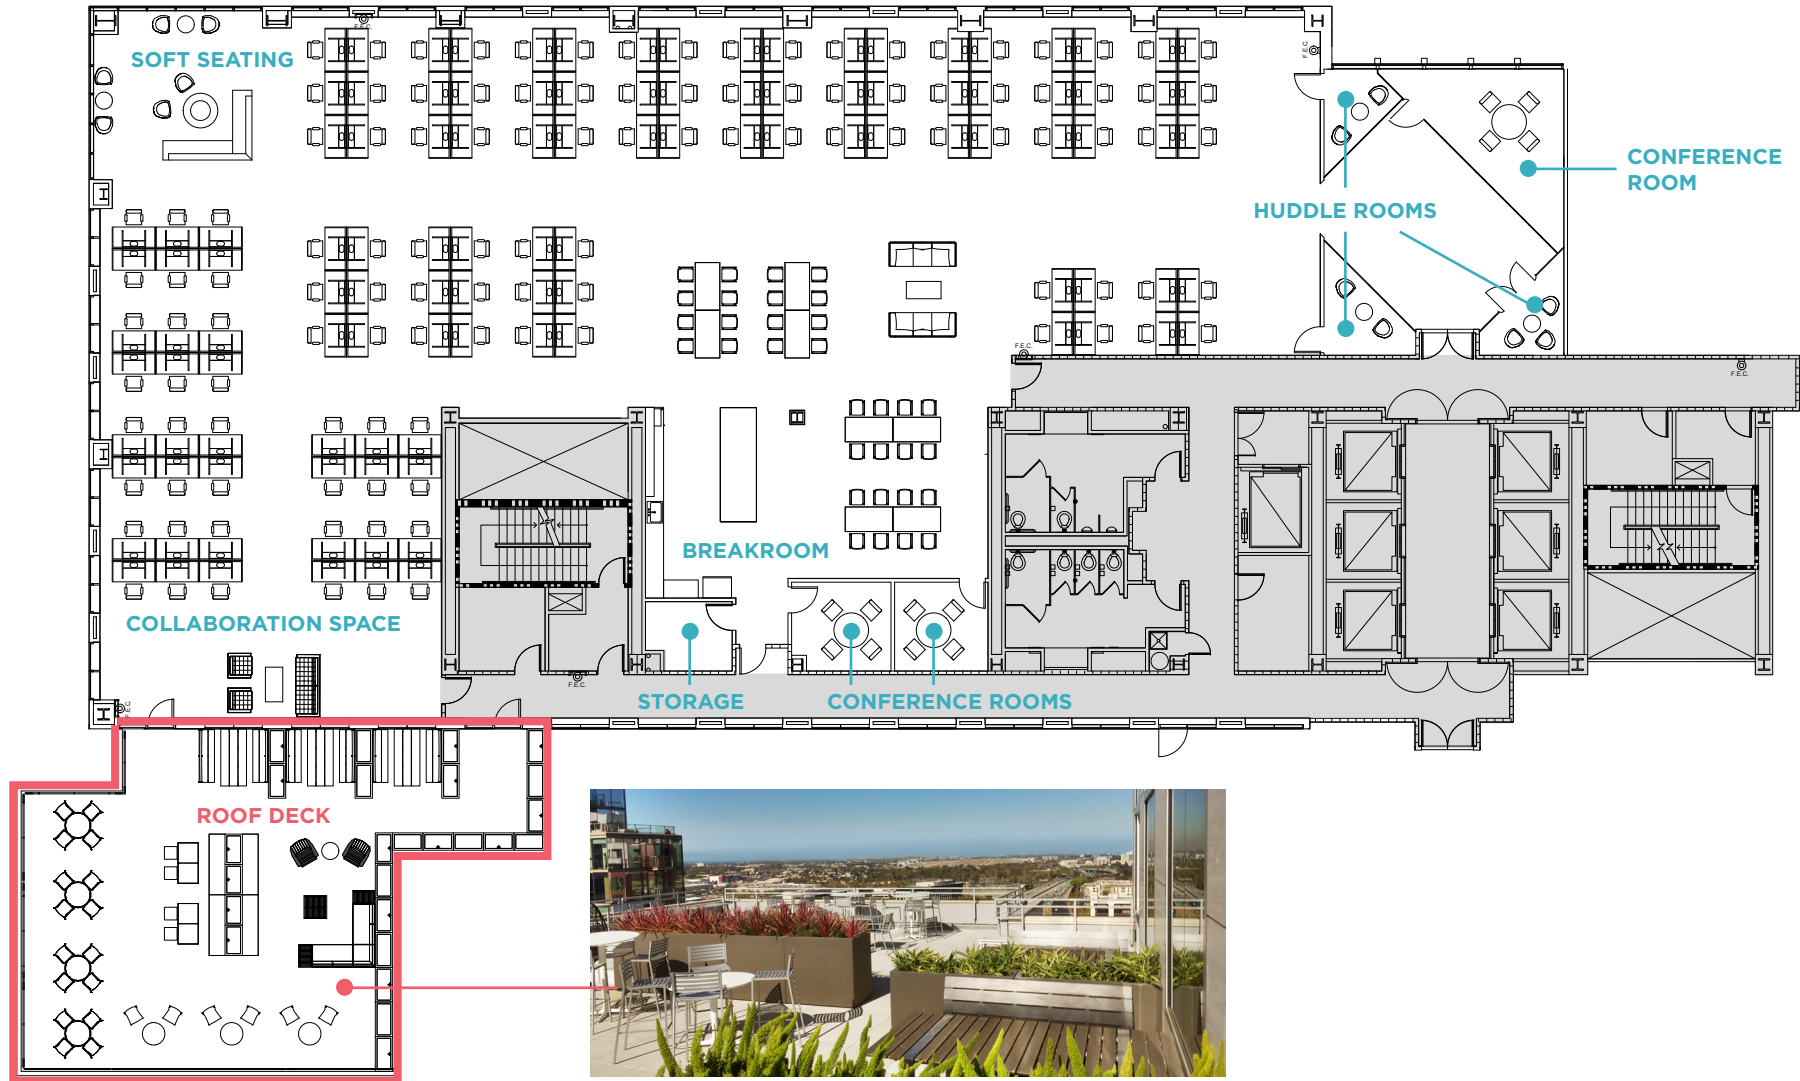 F.E.C.
F.E.C.
SOFT SEATING
CONFERENCE
ROOM
HUDDLE ROOMS
F.E.C.
F.E.C.
BREAKROOM
COLLABORATION SPACE
F.E.C.
STORAGE
CONFERENCE ROOMS
F.E.C.
ROOF DECK